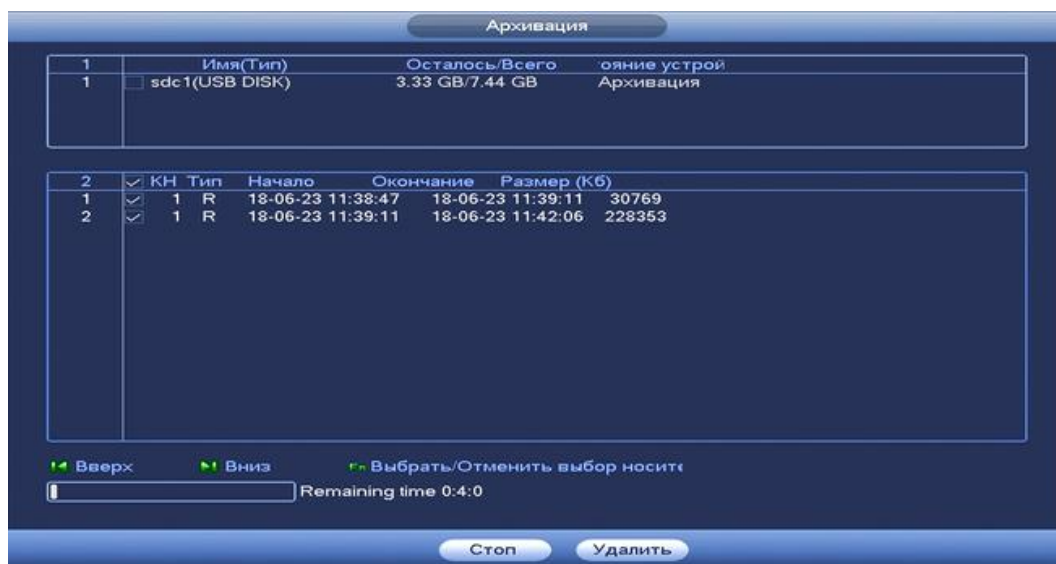 Архивация
1 Имя(Тип) Осталось/Всего ояние устрой
1 sdc1(USB DISK) 3.33 GB/7.44 GB Архивация
2 КН Тип Начало Окончание Размер (Кб)
1 1 R 18-06-23 11:38:47 18-06-23 11:39:11 30769
2 1 R 18-06-23 11:39:11 18-06-23 11:42:06 228353
Вверх Вниз Fn Выбрать/Отменить выбор носите
Remaining time 0:4:0
Стоп Удалить